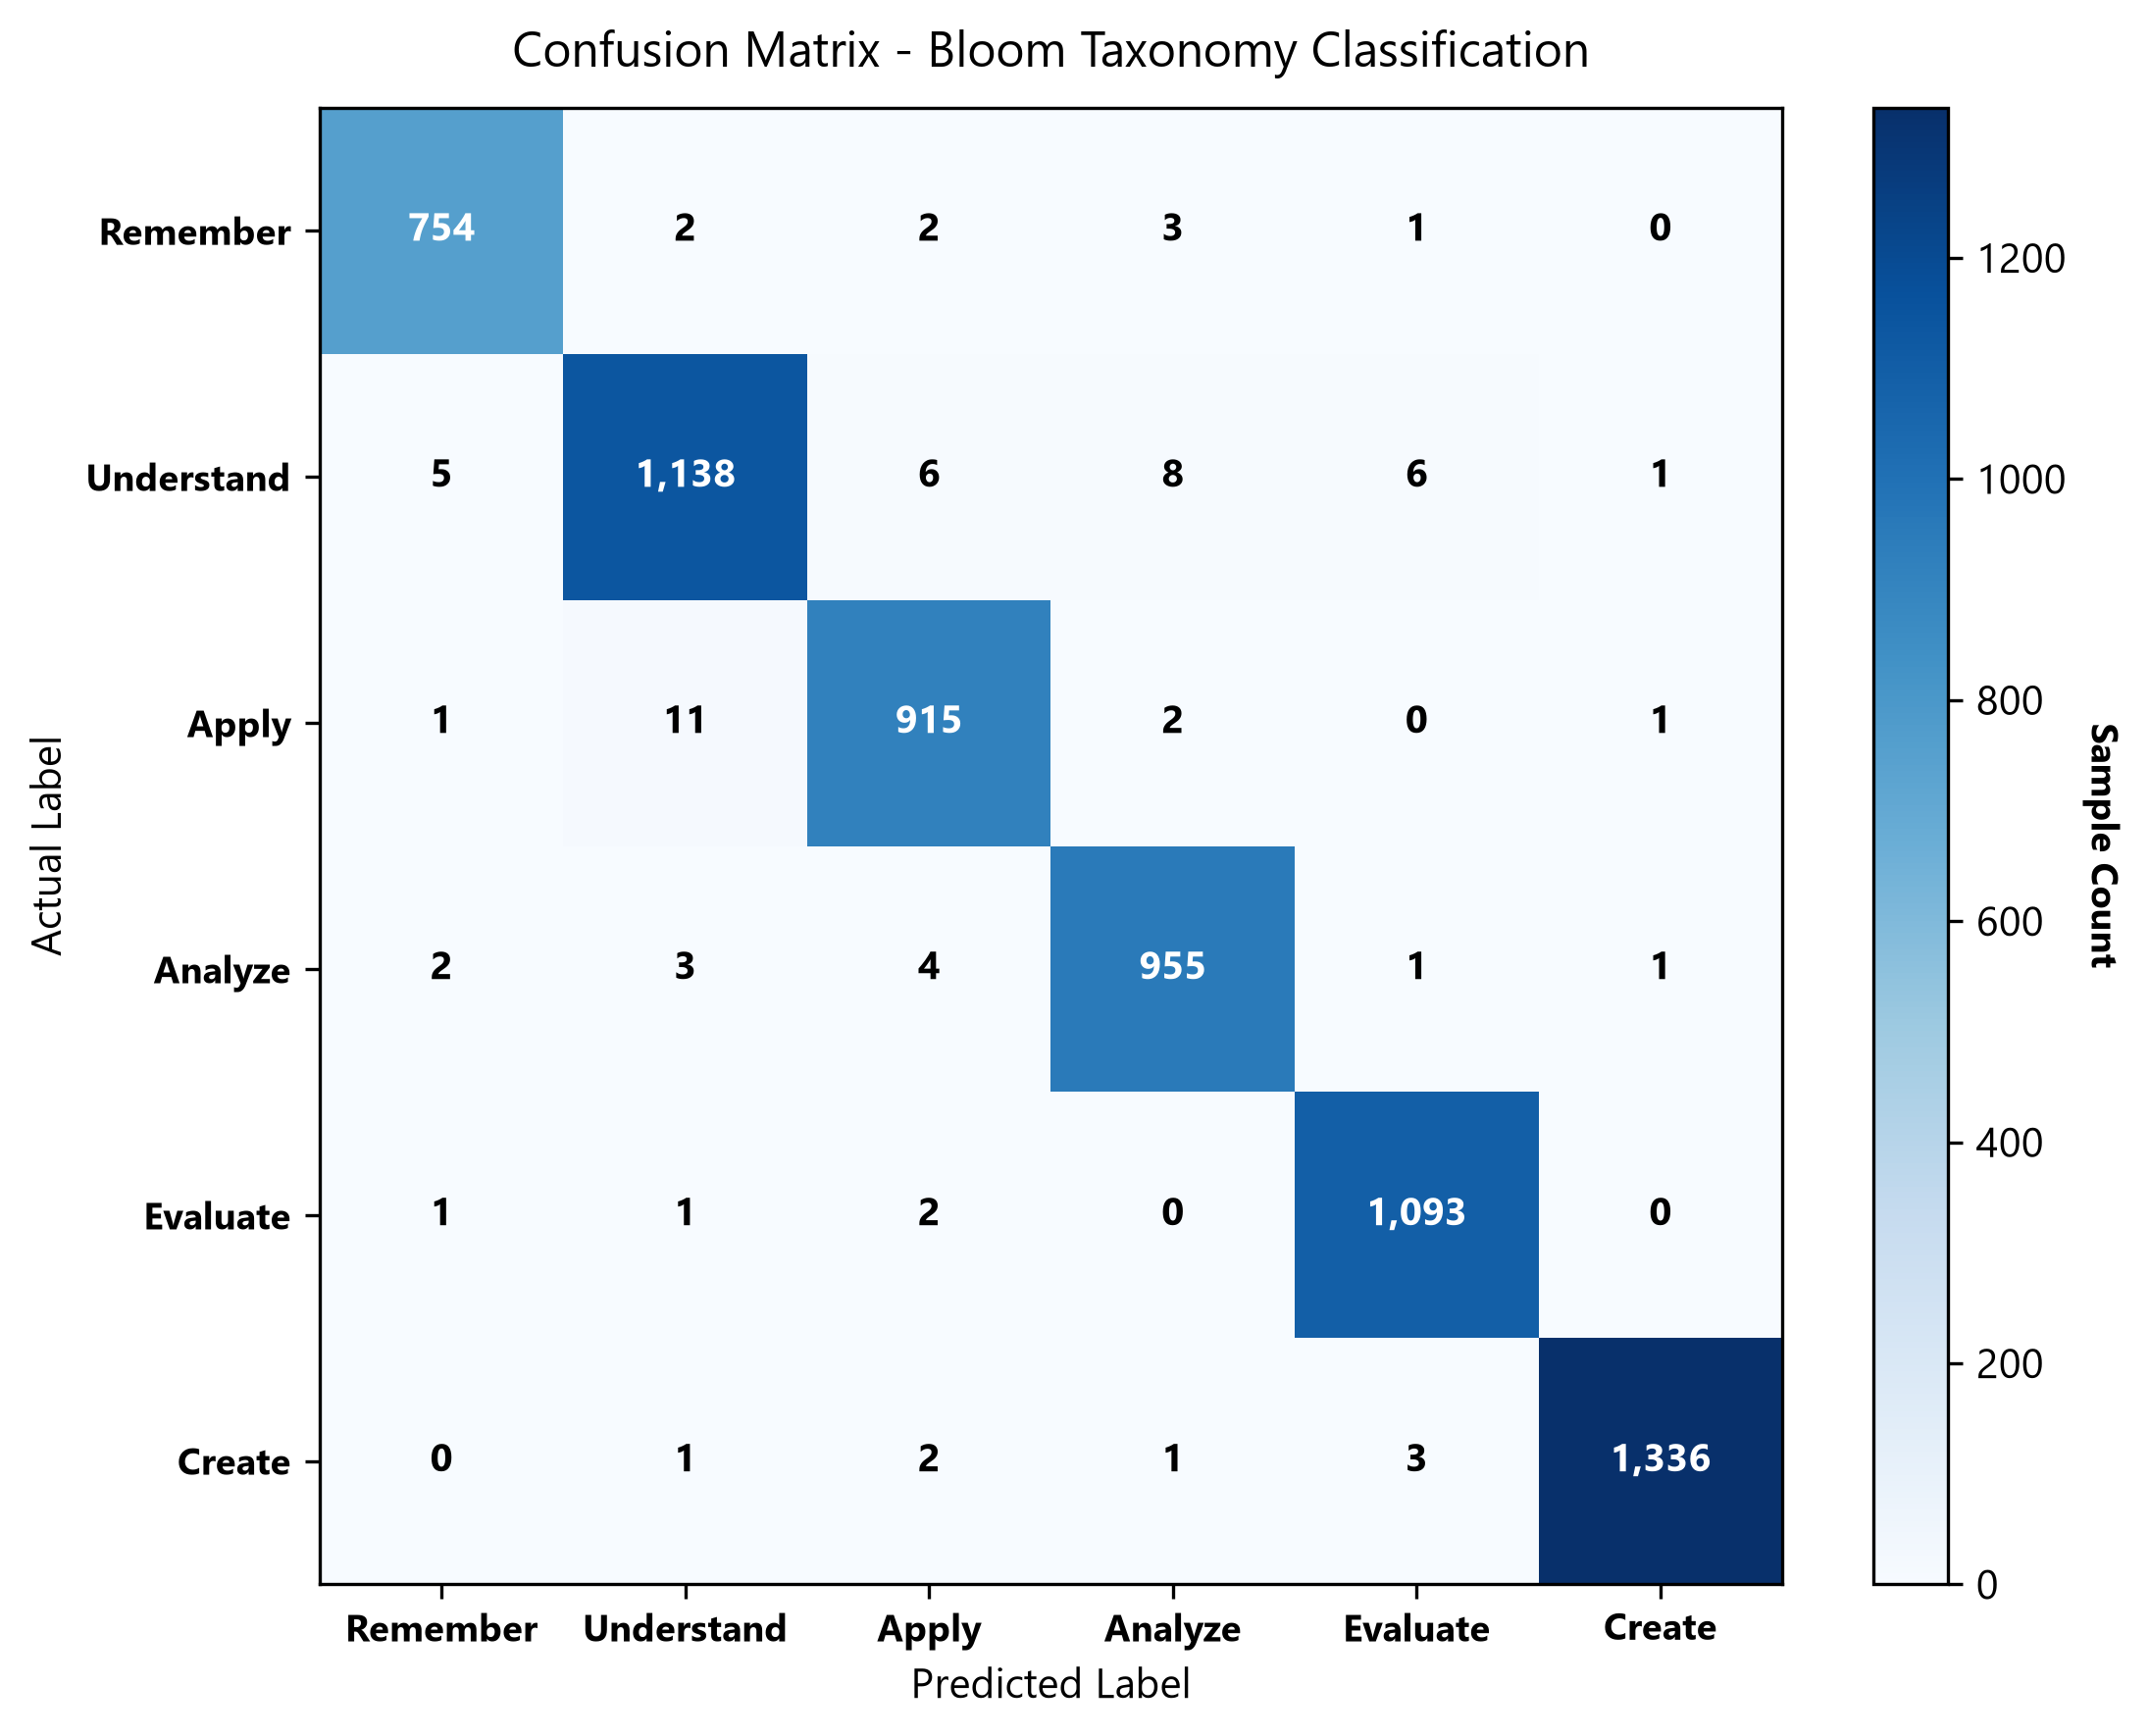 Confusion Matrix - Bloom Taxonomy Classification
Remember 754 2 2 3 1 0
Understand 5 1,138 6 8 6 1
Apply 1 11 915 2 0 1
Analyze 2 3 4 955 1 1
Evaluate 1 1 2 0 1,093 0
Create 0 1 2 1 3 1,336
Remember Understand Apply Analyze Evaluate Create
Predicted Label
Actual Label
1200
1000
800
600
400
200
0
Sample Count